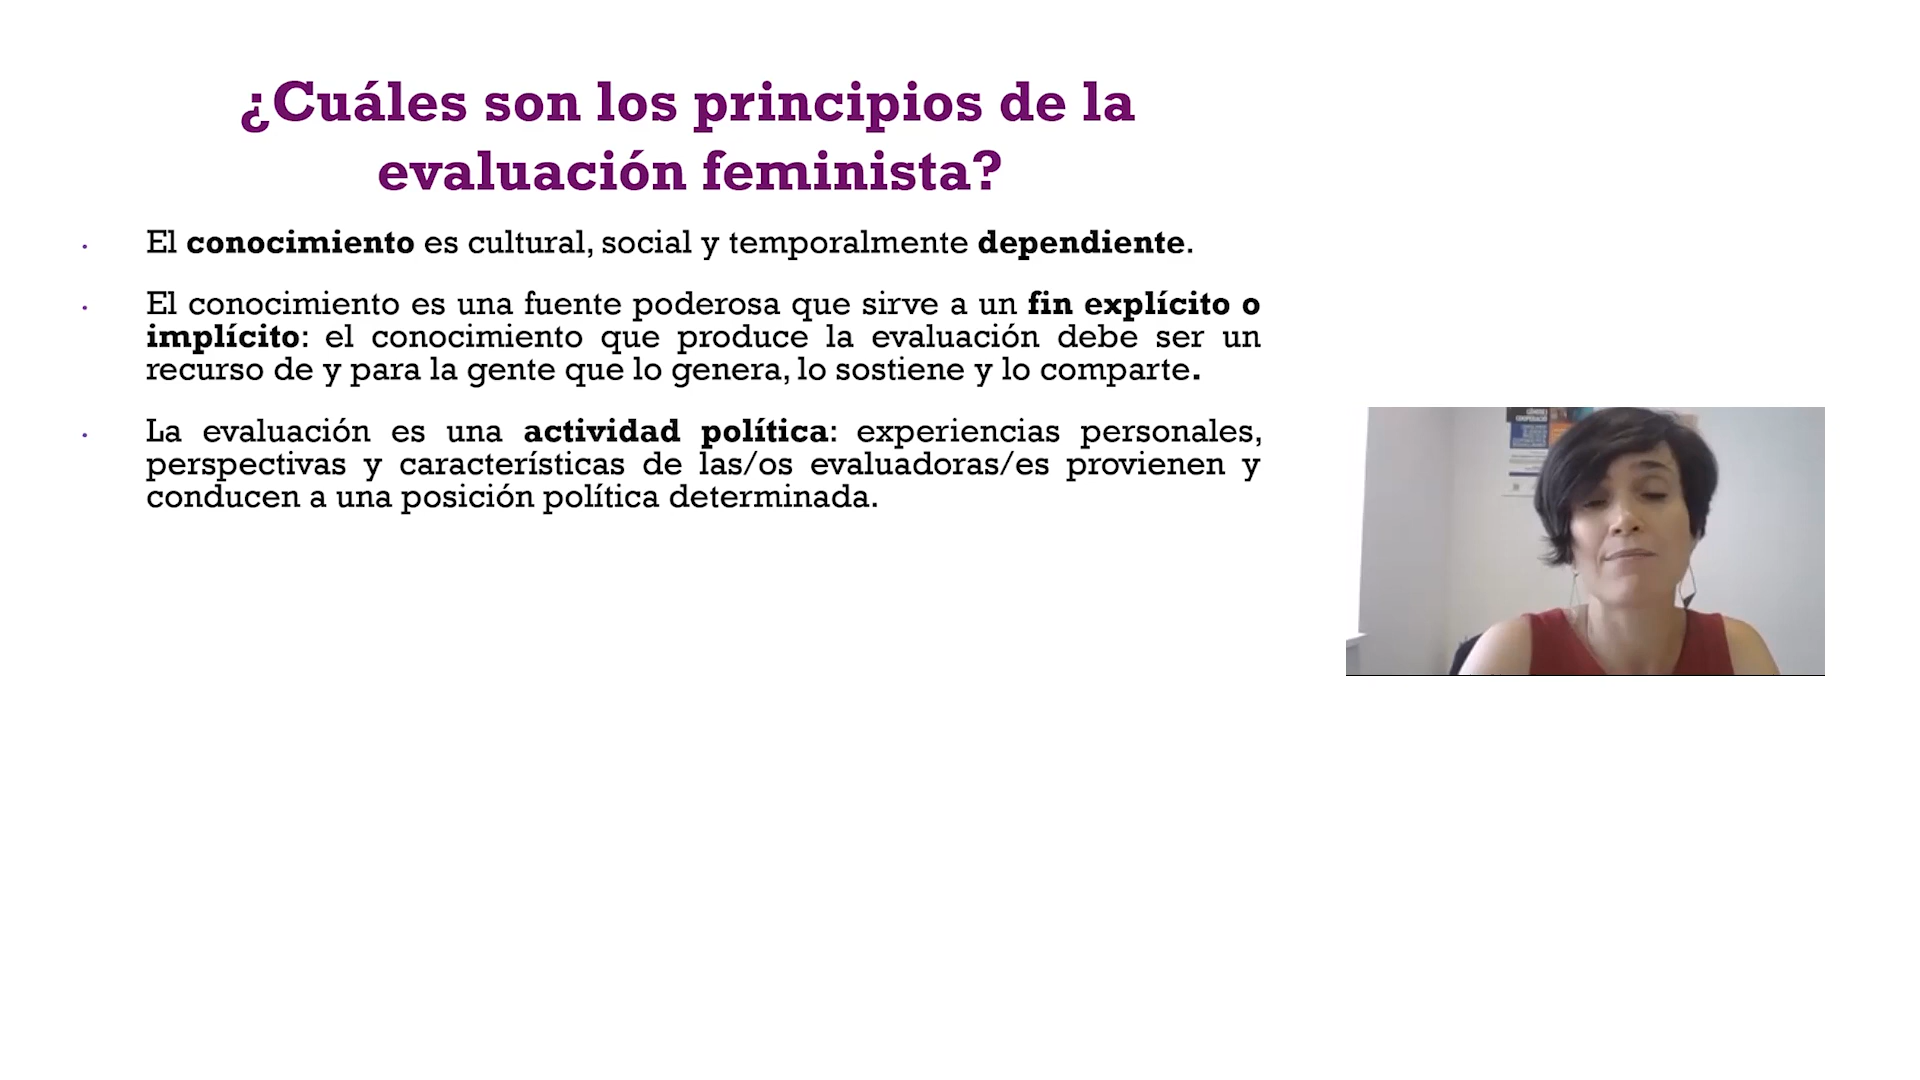 ¿Cuáles son los principios de la
evaluación feminista?
· El conocimiento es cultural, social y temporalmente dependiente.
· El conocimiento es una fuente poderosa que sirve a un fin explícito o
implícito: el conocimiento que produce la evaluación debe ser un
recurso de y para la gente que lo genera, lo sostiene y lo comparte.
· La evaluación es una actividad política: experiencias personales,
perspectivas y características de las/os evaluadoras/es provienen y
conducen a una posición política determinada.